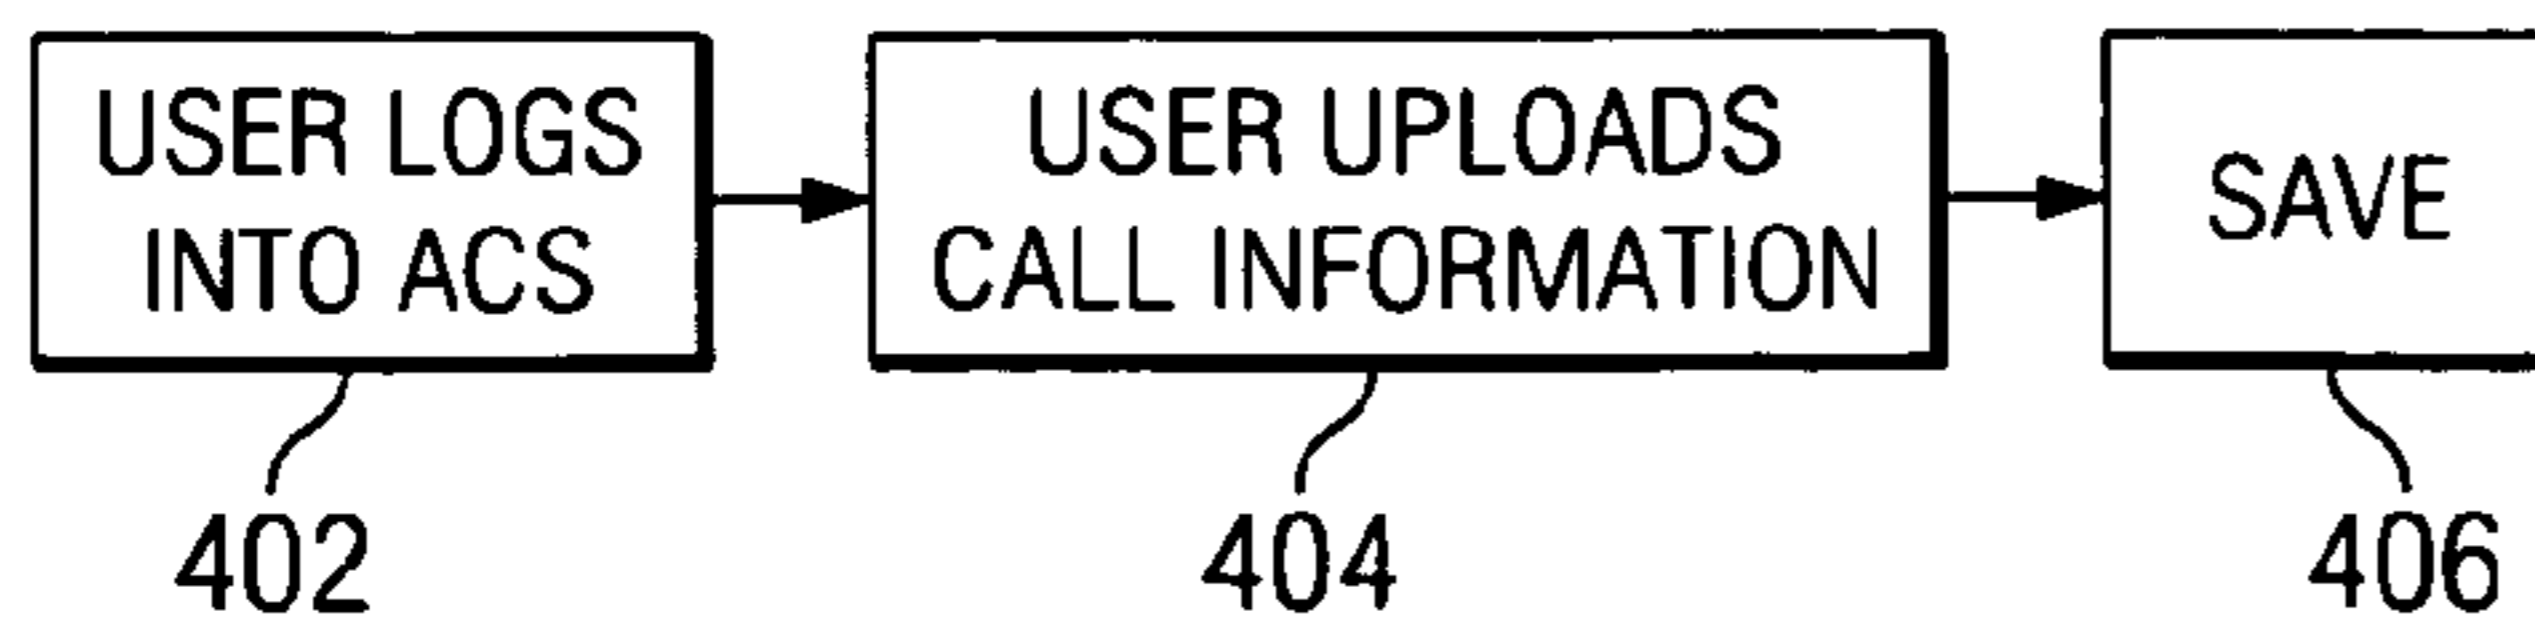 USER LOGS
INTO ACS
USER UPLOADS
CALL INFORMATION
SAVE
402
404
406